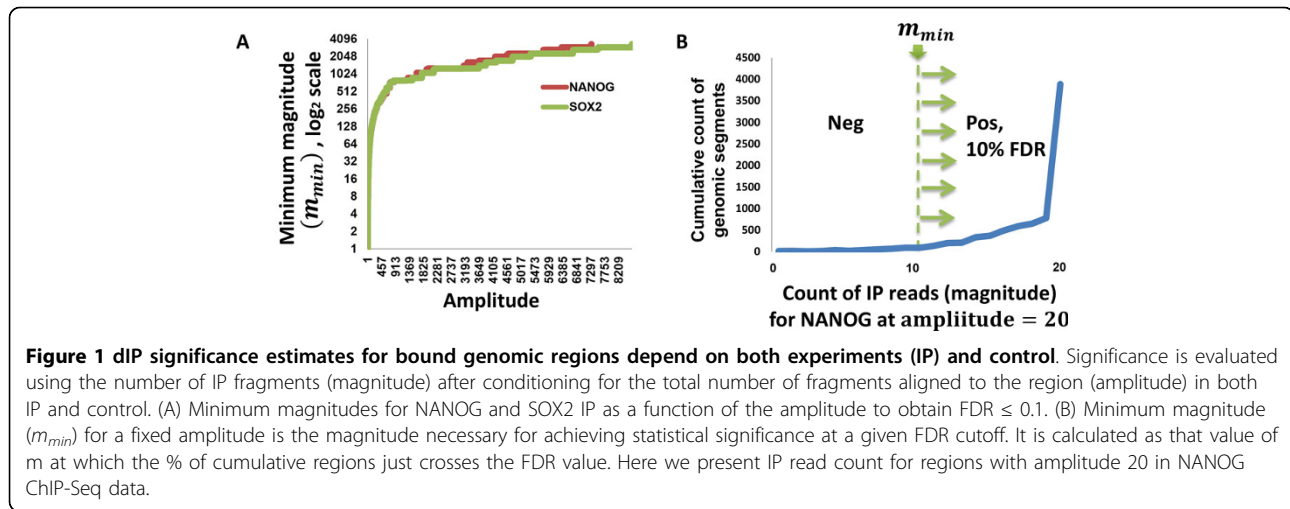 A
Minimum magnitude
(m_min) , log₂ scale
4096
2048
1024
512
256
128
64
32
16
8
4
2
1
NANOG
SOX2
1
457
913
1369
1825
2281
2737
3193
3649
4105
4561
5017
5473
5929
6385
6841
7297
7753
8209
Amplitude
B
m_min
Cumulative count of
genomic segments
4500
4000
3500
3000
2500
2000
1500
1000
500
0
Neg
Pos,
10% FDR
0
10
20
Count of IP reads (magnitude)
for NANOG at ampliitude = 20
Figure 1 dIP significance estimates for bound genomic regions depend on both experiments (IP) and control. Significance is evaluated
using the number of IP fragments (magnitude) after conditioning for the total number of fragments aligned to the region (amplitude) in both
IP and control. (A) Minimum magnitudes for NANOG and SOX2 IP as a function of the amplitude to obtain FDR ≤ 0.1. (B) Minimum magnitude
(m_min) for a fixed amplitude is the magnitude necessary for achieving statistical significance at a given FDR cutoff. It is calculated as that value of
m at which the % of cumulative regions just crosses the FDR value. Here we present IP read count for regions with amplitude 20 in NANOG
ChIP-Seq data.